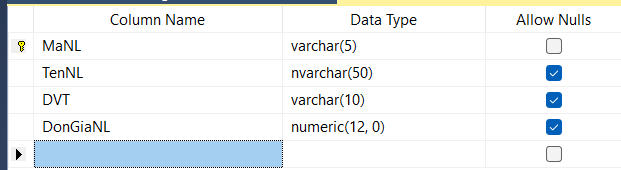 Column Name Data Type Allow Nulls
MaNL varchar(5)
TenNL nvarchar(50)
DVT varchar(10)
DonGiaNL numeric(12, 0)